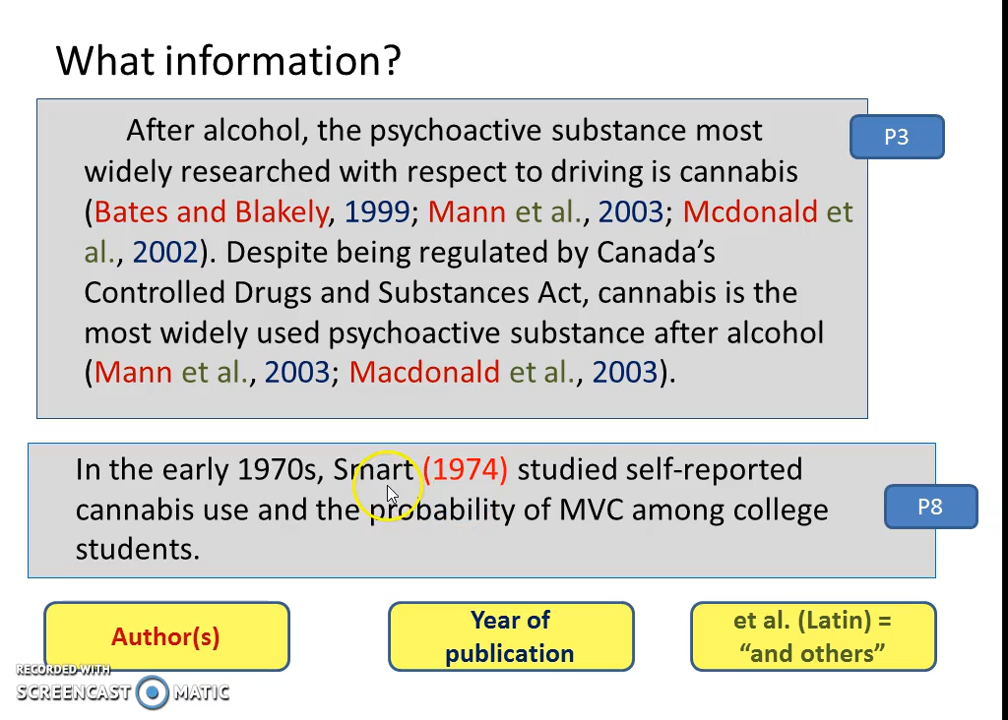 What information?
After alcohol, the psychoactive substance most
widely researched with respect to driving is cannabis
(Bates and Blakely, 1999; Mann et al., 2003; Mcdonald et
al., 2002). Despite being regulated by Canada’s
Controlled Drugs and Substances Act, cannabis is the
most widely used psychoactive substance after alcohol
(Mann et al., 2003; Macdonald et al., 2003).
P3
In the early 1970s, Smart (1974) studied self-reported
cannabis use and the probability of MVC among college
students.
P8
Author(s)
Year of
publication
et al. (Latin) =
“and others”
RECORDED WITH
SCREENCAST MATIC